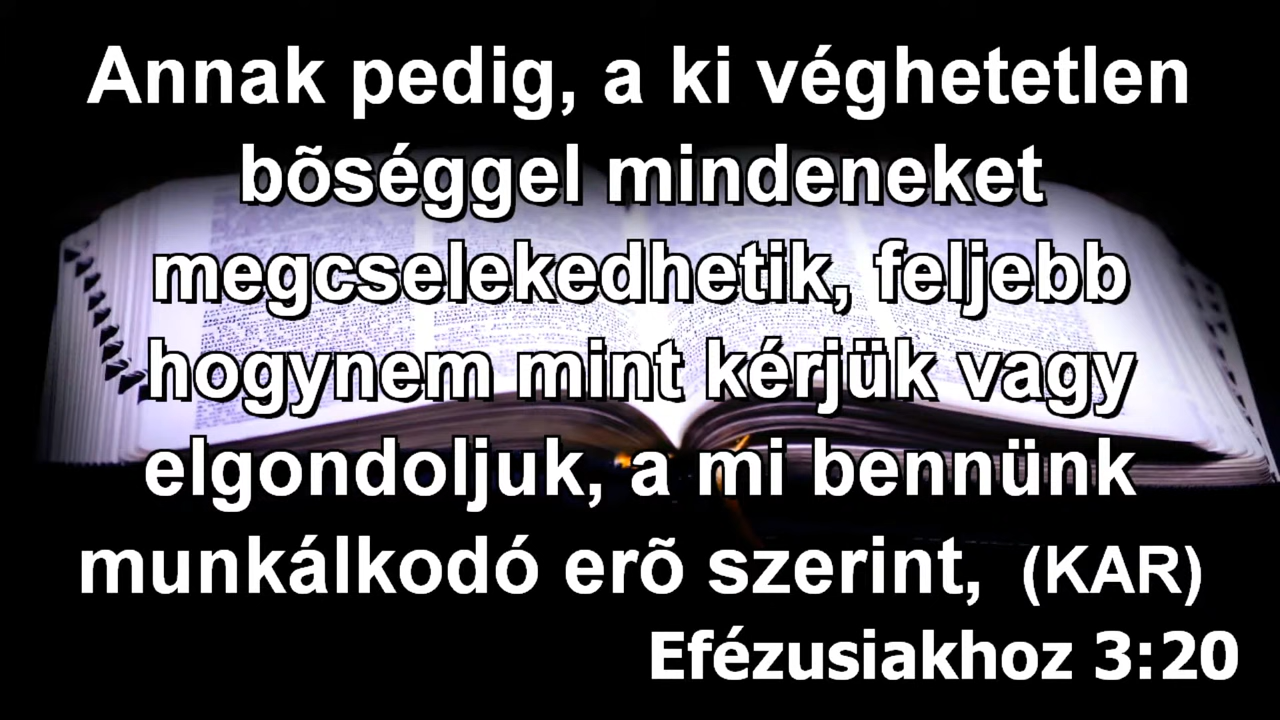 Annak pedig, a ki véghetetlen
bõséggel mindeneket
megcselekedhetik, feljebb
hogynem mint kérjük vagy
elgondoljuk, a mi bennünk
munkálkodó erõ szerint, (KAR)
Efézusiakhoz 3:20